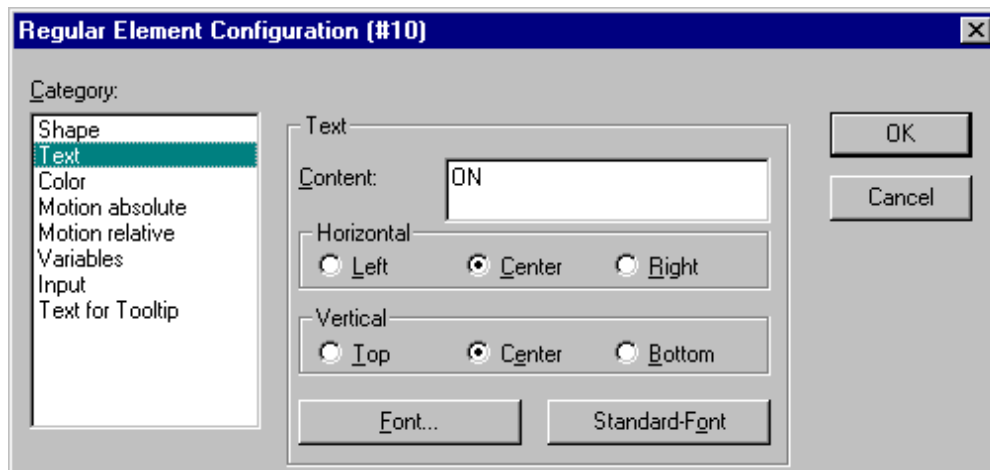 Regular Element Configuration (#10)
Category:
Shape
Text
Color
Motion absolute
Motion relative
Variables
Input
Text for Tooltip
Text
Content: ON
Horizontal
Left Center Right
Vertical
Top Center Bottom
Font... Standard-Font
OK
Cancel